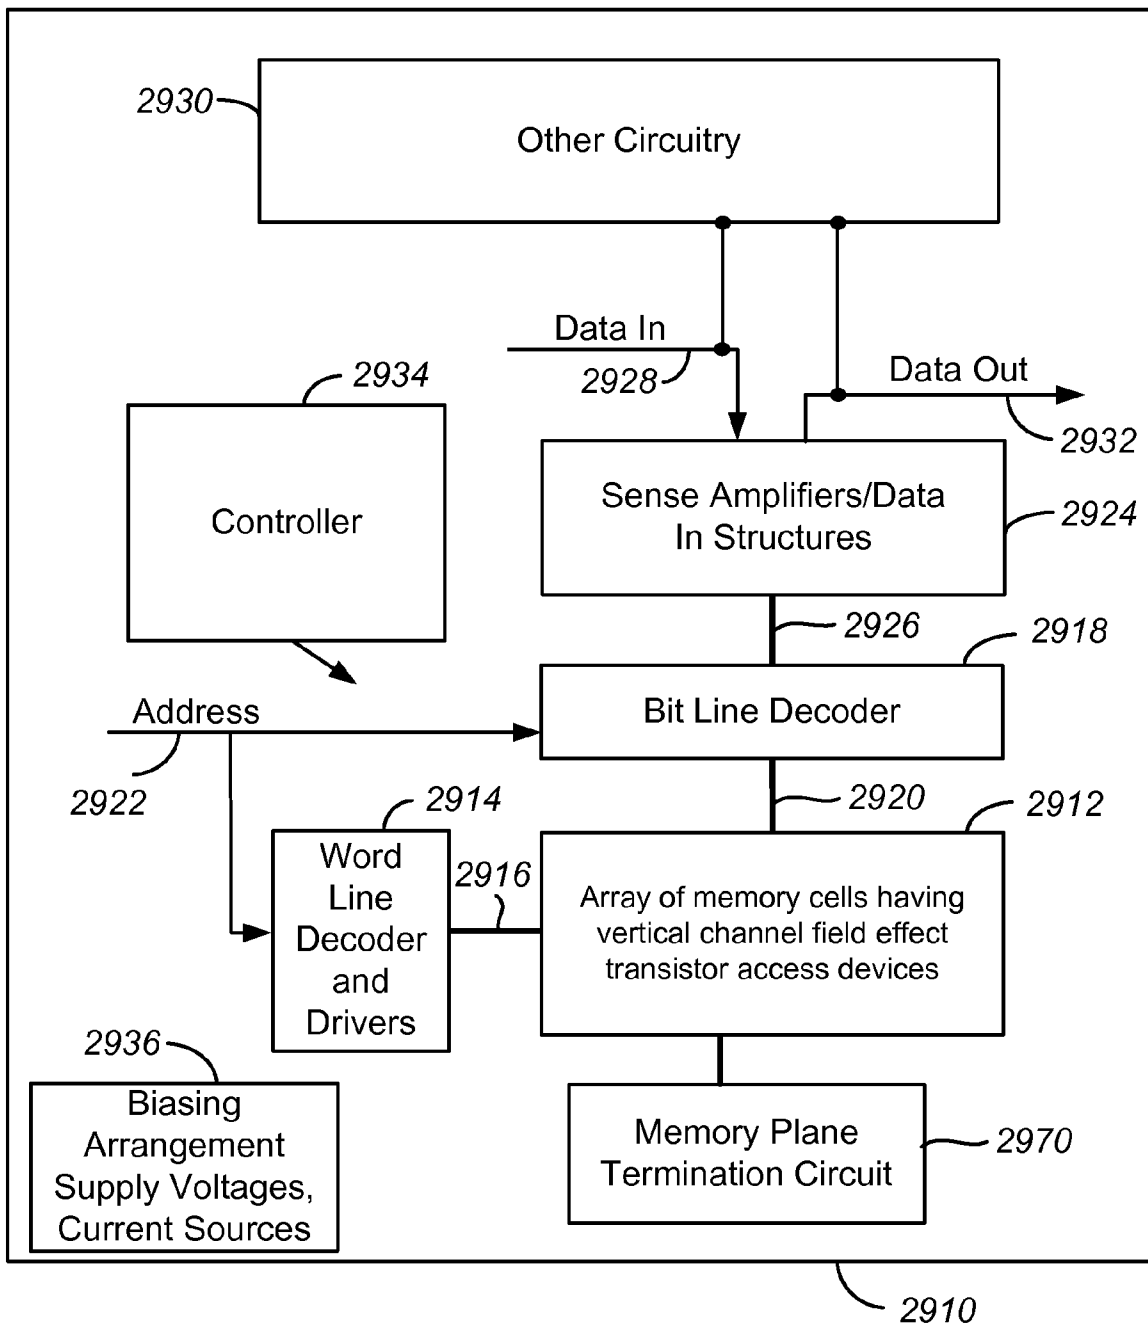 2930
Other Circuitry
Data In
2928
2934
Data Out
2932
Controller
Sense Amplifiers/Data
In Structures
2924
2926
2918
Address
Bit Line Decoder
2922
2914
2920
2912
Word
Line
Decoder
and
Drivers
2916
Array of memory cells having
vertical channel field effect
transistor access devices
2936
Biasing
Arrangement
Supply Voltages,
Current Sources
Memory Plane
Termination Circuit
2970
2910